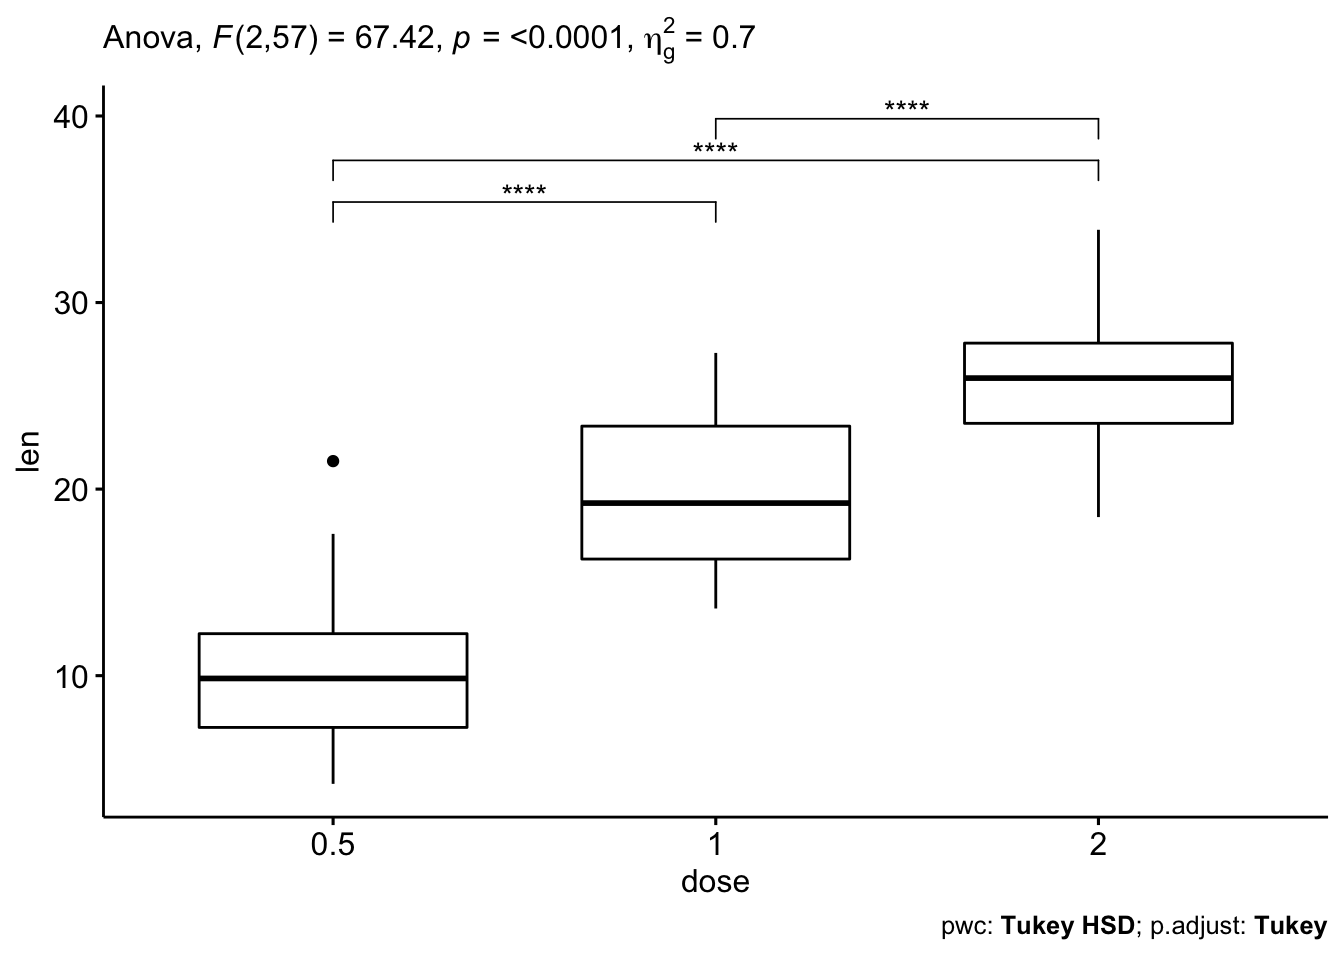 Anova, F(2,57) = 67.42, p = <0.0001, η²g = 0.7
40
30
20
10
len
****
****
****
0.5 1 2
dose
pwc: Tukey HSD; p.adjust: Tukey